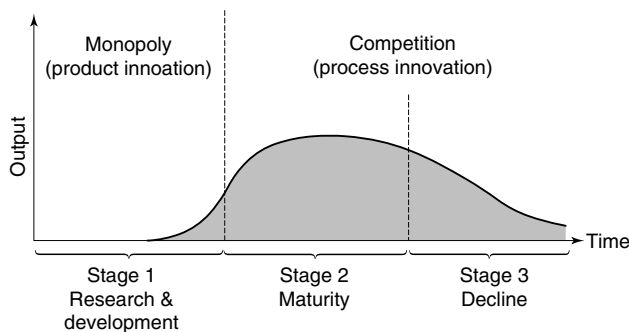 Monopoly
(product innoation)
Competition
(process innovation)
Output
Time
Stage 1
Research &
development
Stage 2
Maturity
Stage 3
Decline